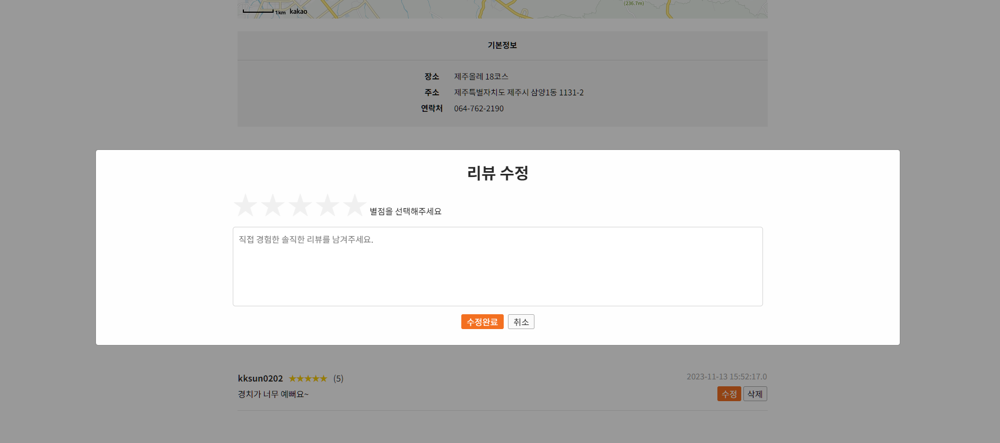 (236.7m)
1km kakao
기본정보
장소 제주올레 18코스
주소 제주특별자치도 제주시 삼양1동 1131-2
연락처 064-762-2190
리뷰 수정
별점을 선택해주세요
직접 경험한 솔직한 리뷰를 남겨주세요.
수정완료 취소
kksun0202 ★★★★★ (5) 2023-11-13 15:52:17.0
경치가 너무 예뻐요~ 수정 삭제